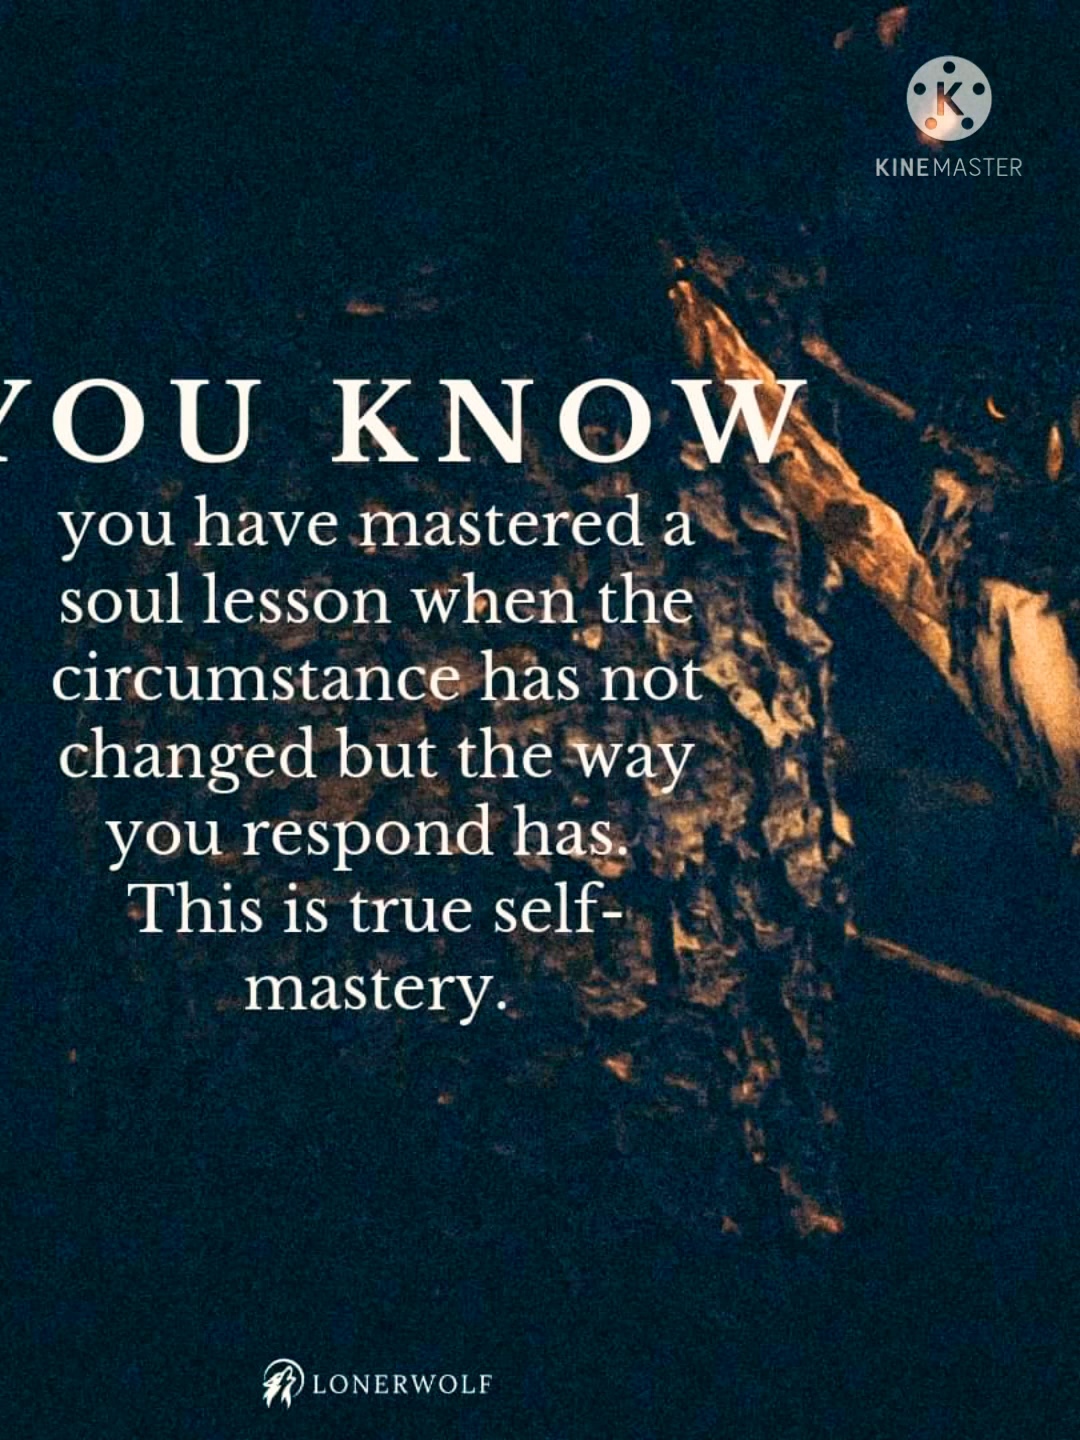 K
KINEMASTER
YOU KNOW
you have mastered a
soul lesson when the
circumstance has not
changed but the way
you respond has.
This is true self-
mastery.
LONERWOLF